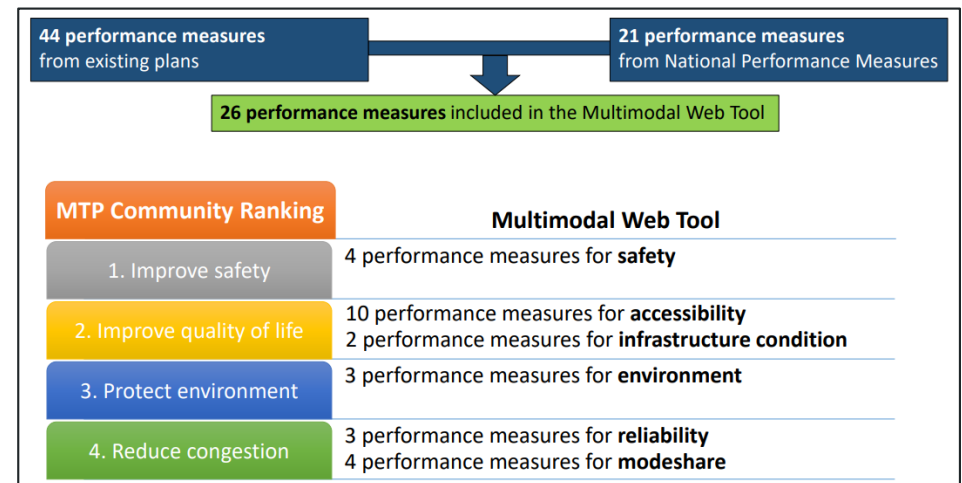 44 performance measures
from existing plans
21 performance measures
from National Performance Measures
26 performance measures included in the Multimodal Web Tool
MTP Community Ranking
Multimodal Web Tool
1. Improve safety
4 performance measures for safety
2. Improve quality of life
10 performance measures for accessibility
2 performance measures for infrastructure condition
3. Protect environment
3 performance measures for environment
4. Reduce congestion
3 performance measures for reliability
4 performance measures for modeshare